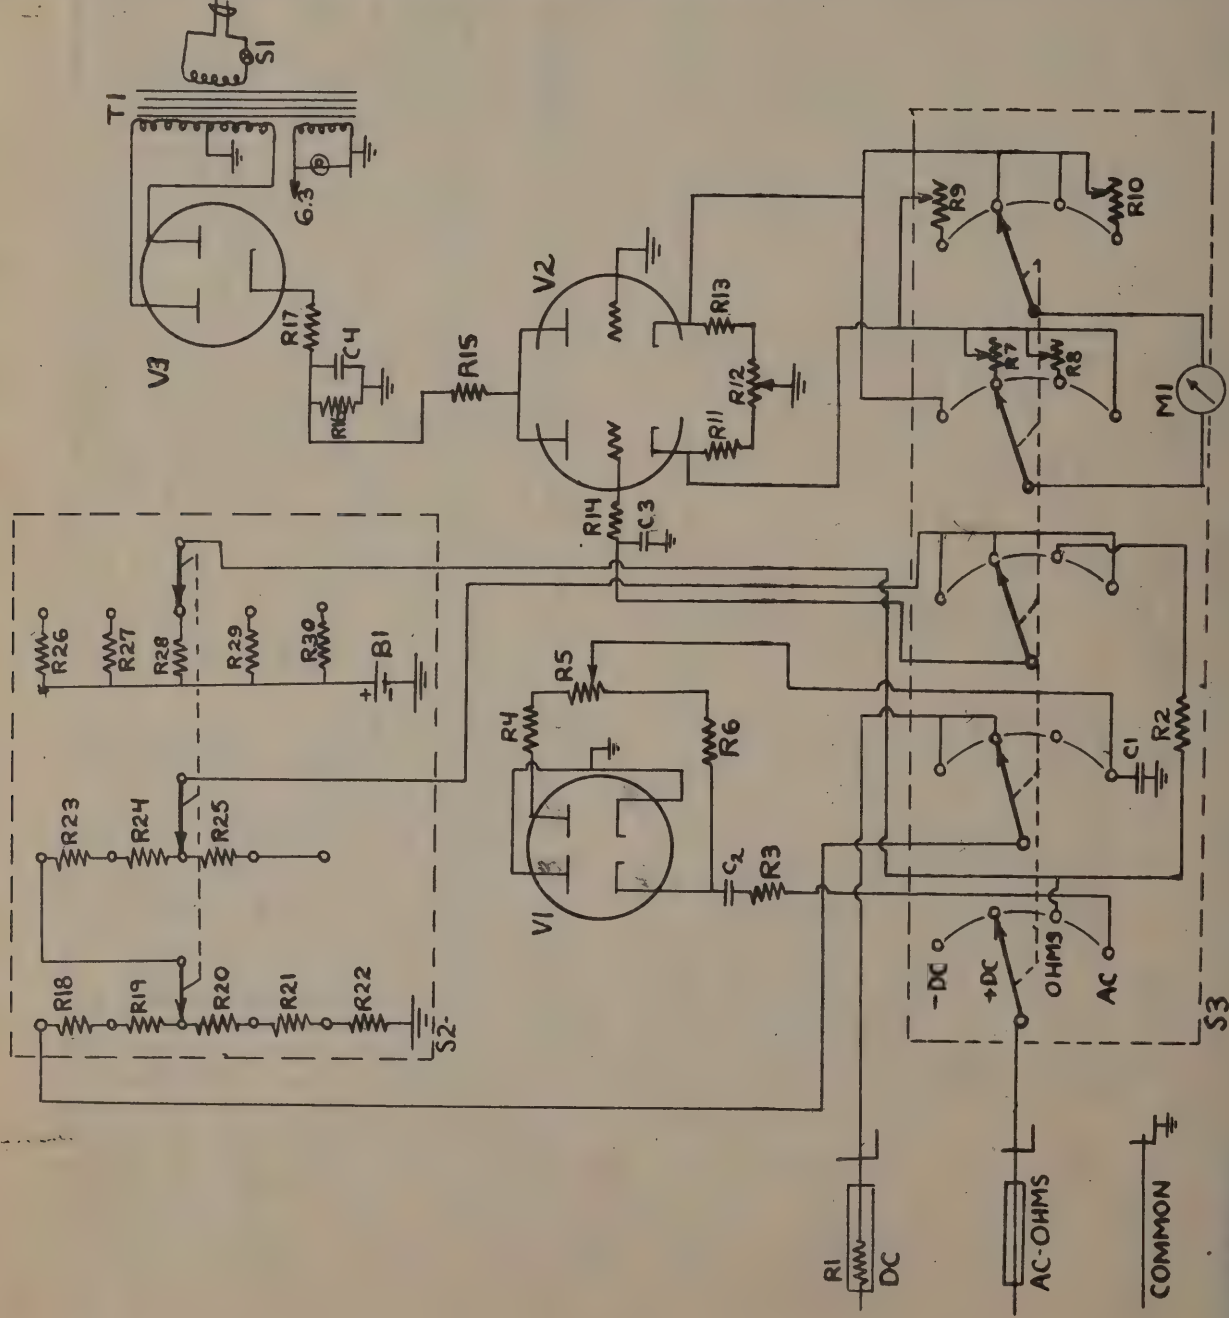 S1
T1
6.3
V3
R17
C4
R16
R15
V2
R13
R12
R11
R14
C3
R9
R10
R7
R8
M1
R26
R27
R28
R29
R30
+
B1
R23
R24
R25
R18
R19
R20
R21
R22
S2
R5
R4
R6
V1
C2
R3
R2
C1
-DC
+DC
OHMS
AC
S3
R1
DC
AC-OHMS
COMMON